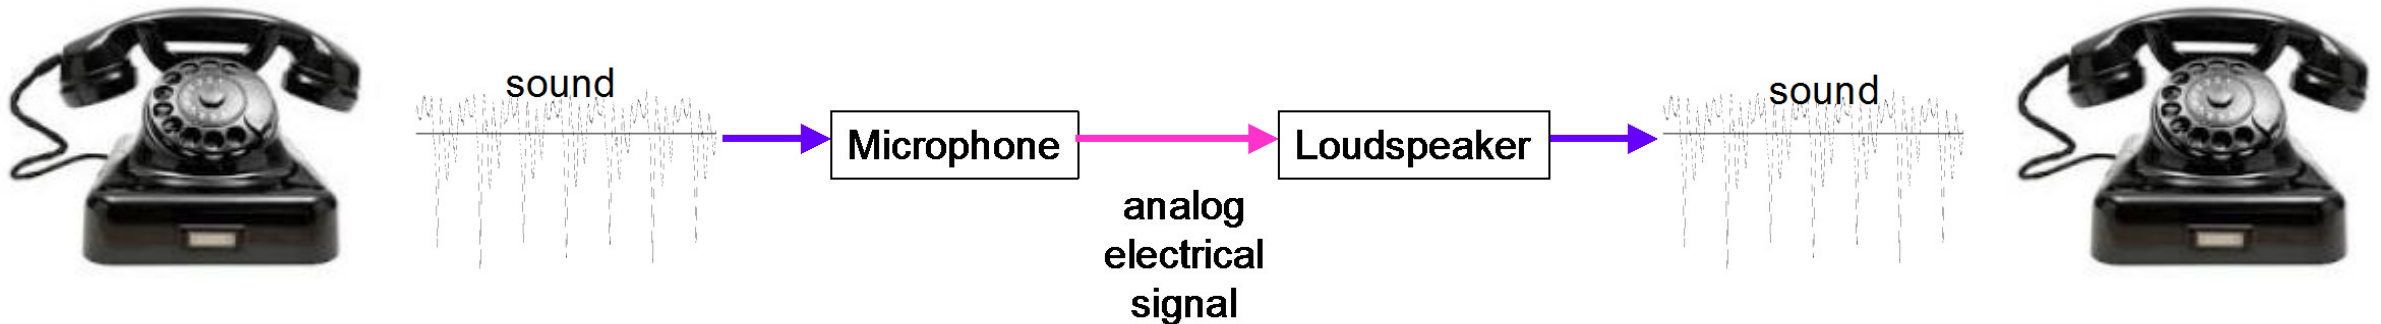 sound
Microphone
analog
electrical
signal
Loudspeaker
sound